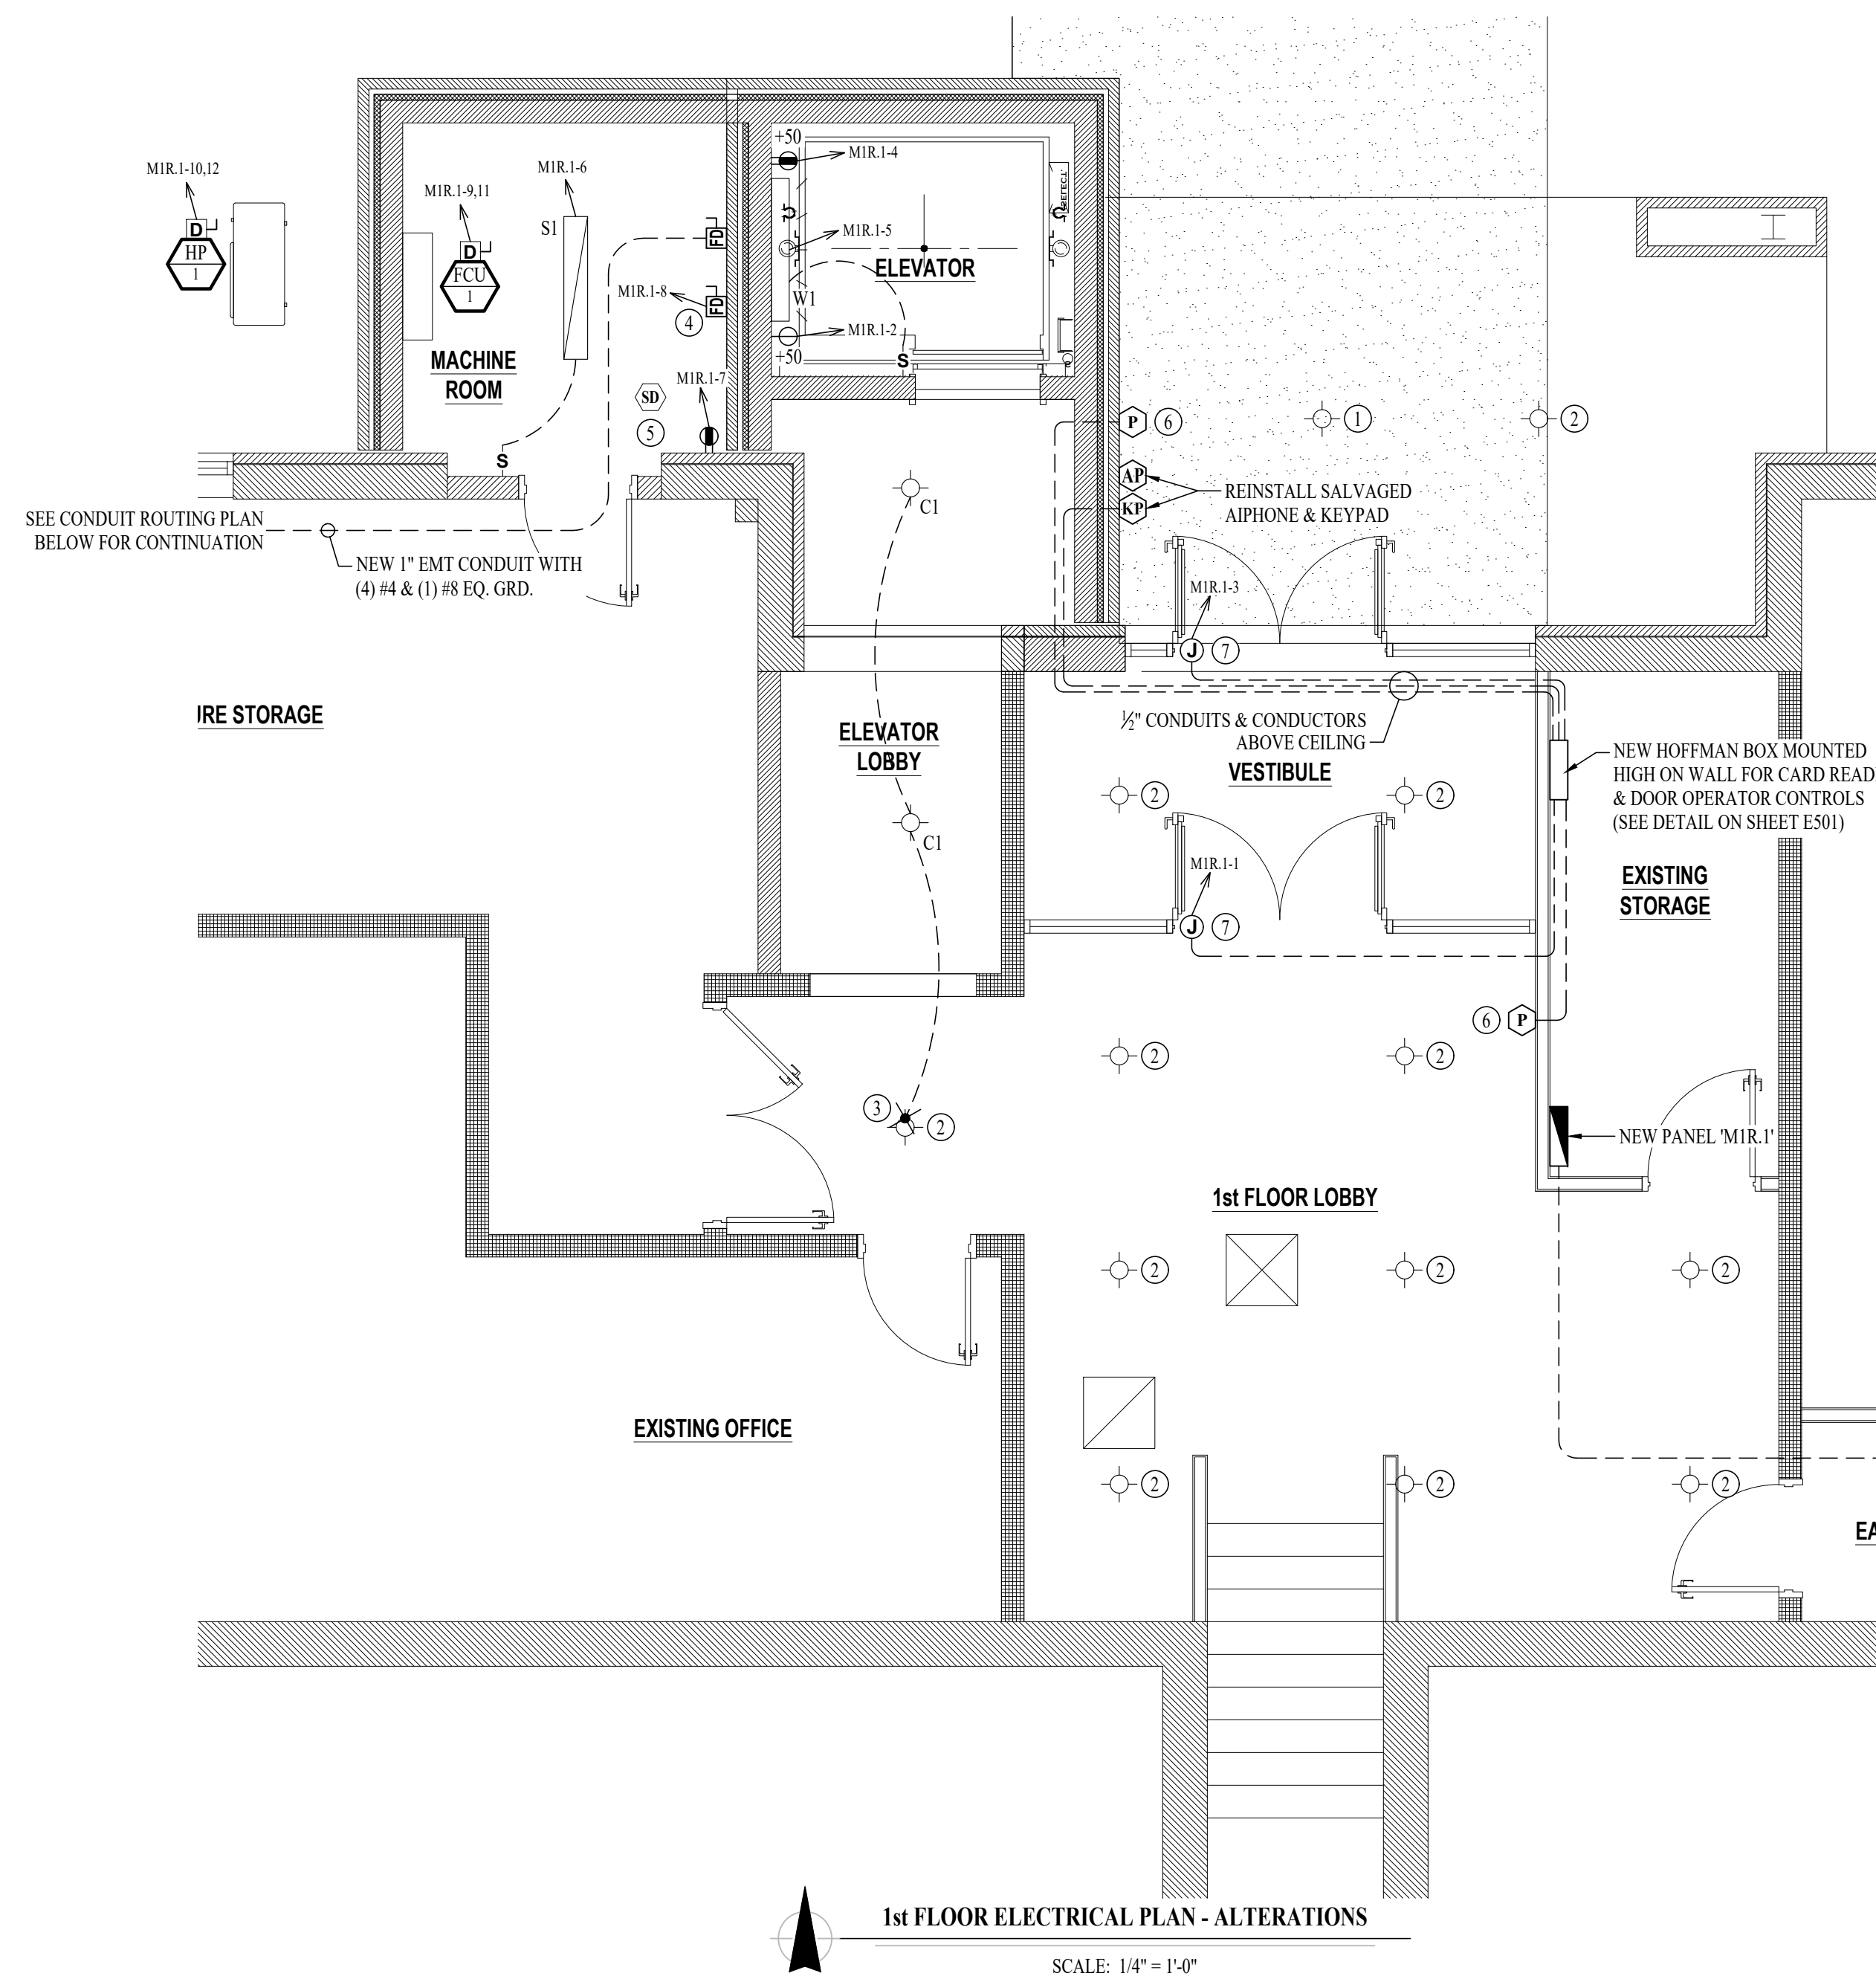 +50
M1R.1-4
M1R.1-10,12
M1R.1-6
M1R.1-9,11
S1
D
HP
1
D
FCU
1
FD
M1R.1-5
ELEVATOR
M1R.1-8
FD
4
W1
M1R.1-2
+50
S
MACHINE
ROOM
M1R.1-7
SD
5
S
P
6
1
2
AP
KP
REINSTALL SALVAGED
AIPHONE & KEYPAD
C1
SEE CONDUIT ROUTING PLAN
BELOW FOR CONTINUATION
NEW 1" EMT CONDUIT WITH
(4) #4 & (1) #8 EQ. GRD.
M1R.1-3
J
7
URE STORAGE
½" CONDUITS & CONDUCTORS
ABOVE CEILING
ELEVATOR
LOBBY
VESTIBULE
NEW HOFFMAN BOX MOUNTED
HIGH ON WALL FOR CARD READ
& DOOR OPERATOR CONTROLS
(SEE DETAIL ON SHEET E501)
2
2
C1
M1R.1-1
EXISTING
STORAGE
J
7
6
P
2
2
3
2
NEW PANEL 'M1R.1'
1st FLOOR LOBBY
2
2
2
EXISTING OFFICE
2
2
2
EA
1st FLOOR ELECTRICAL PLAN - ALTERATIONS
SCALE: 1/4" = 1'-0"